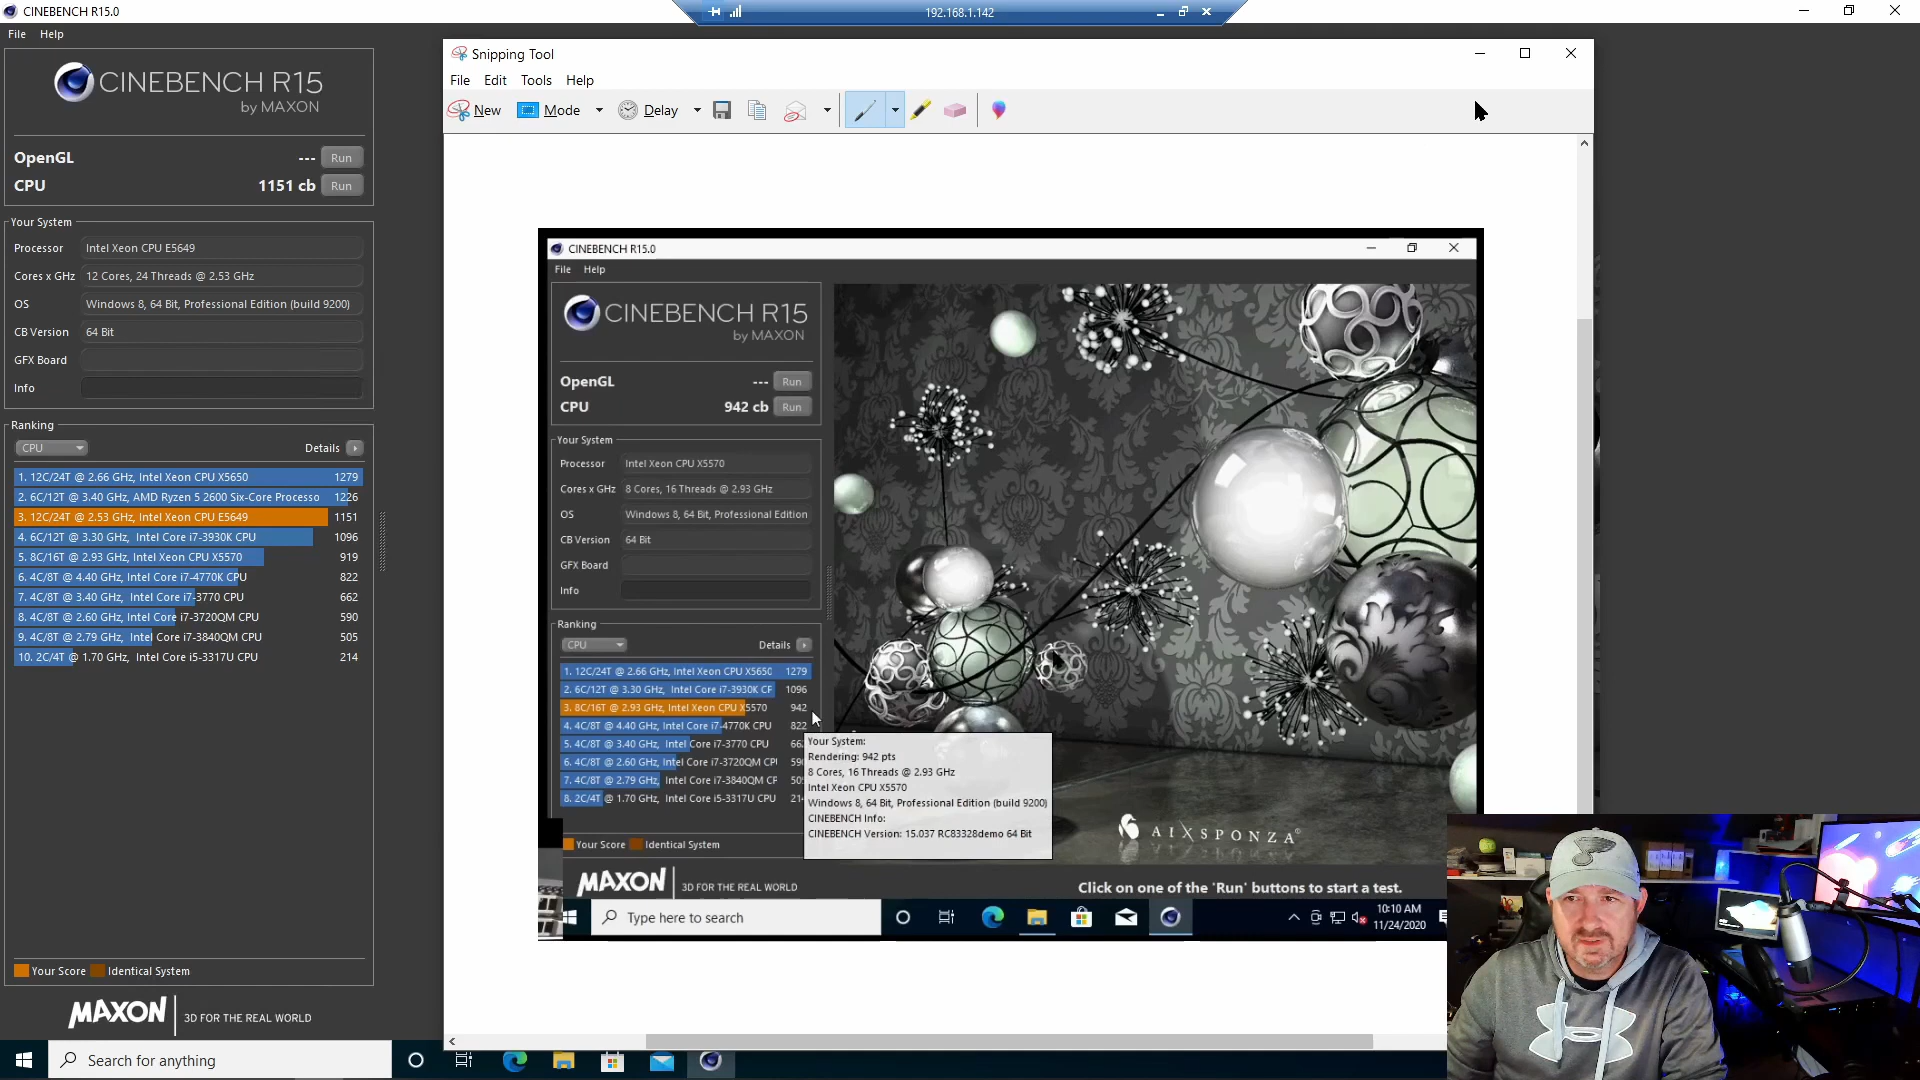 CINEBENCH R15.0
192.168.1.142
File Help
CINEBENCH R15
by MAXON
OpenGL --- Run
CPU 1151 cb Run
Your System
Processor Intel Xeon CPU E5649
Cores x GHz 12 Cores, 24 Threads @ 2.53 GHz
OS Windows 8, 64 Bit, Professional Edition (build 9200)
CB Version 64 Bit
GFX Board
Info
Ranking
CPU Details
1. 12C/24T @ 2.66 GHz, Intel Xeon CPU X5650 1279
2. 6C/12T @ 3.40 GHz, AMD Ryzen 5 2600 Six-Core Processo 1226
3. 12C/24T @ 2.53 GHz, Intel Xeon CPU E5649 1151
4. 6C/12T @ 3.30 GHz, Intel Core i7-3930K CPU 1096
5. 8C/16T @ 2.93 GHz, Intel Xeon CPU X5570 919
6. 4C/8T @ 4.40 GHz, Intel Core i7-4770K CPU 822
7. 4C/8T @ 3.40 GHz, Intel Core i7-3770 CPU 662
8. 4C/8T @ 2.60 GHz, Intel Core i7-3720QM CPU 590
9. 4C/8T @ 2.79 GHz, Intel Core i7-3840QM CPU 505
10. 2C/4T @ 1.70 GHz, Intel Core i5-3317U CPU 214
Your Score Identical System
MAXON 3D FOR THE REAL WORLD
Search for anything
Snipping Tool
File Edit Tools Help
New Mode Delay
CINEBENCH R15.0
File Help
CINEBENCH R15
by MAXON
OpenGL --- Run
CPU 942 cb Run
Your System
Processor Intel Xeon CPU X5570
Cores x GHz 8 Cores, 16 Threads @ 2.93 GHz
OS Windows 8, 64 Bit, Professional Edition
CB Version 64 Bit
GFX Board
Info
Ranking
CPU Details
1. 12C/24T @ 2.66 GHz, Intel Xeon CPU X5650 1279
2. 6C/12T @ 3.30 GHz, Intel Core i7-3930K CP 1096
3. 8C/16T @ 2.93 GHz, Intel Xeon CPU X5570 942
4. 4C/8T @ 4.40 GHz, Intel Core i7-4770K CPU 822
5. 4C/8T @ 3.40 GHz, Intel Core i7-3770 CPU 662
6. 4C/8T @ 2.60 GHz, Intel Core i7-3720QM CPU 590
7. 4C/8T @ 2.79 GHz, Intel Core i7-3840QM CP 505
8. 2C/4T @ 1.70 GHz, Intel Core i5-3317U CPU 214
Your System:
Rendering: 942 pts
8 Cores, 16 Threads @ 2.93 GHz
Intel Xeon CPU X5570
Windows 8, 64 Bit, Professional Edition (build 9200)
CINEBENCH Info:
CINEBENCH Version: 15.037 RC83328demo 64 Bit
AIXSPONZA®
Your Score Identical System
MAXON 3D FOR THE REAL WORLD
Click on one of the 'Run' buttons to start a test.
Type here to search
10:10 AM
11/24/2020